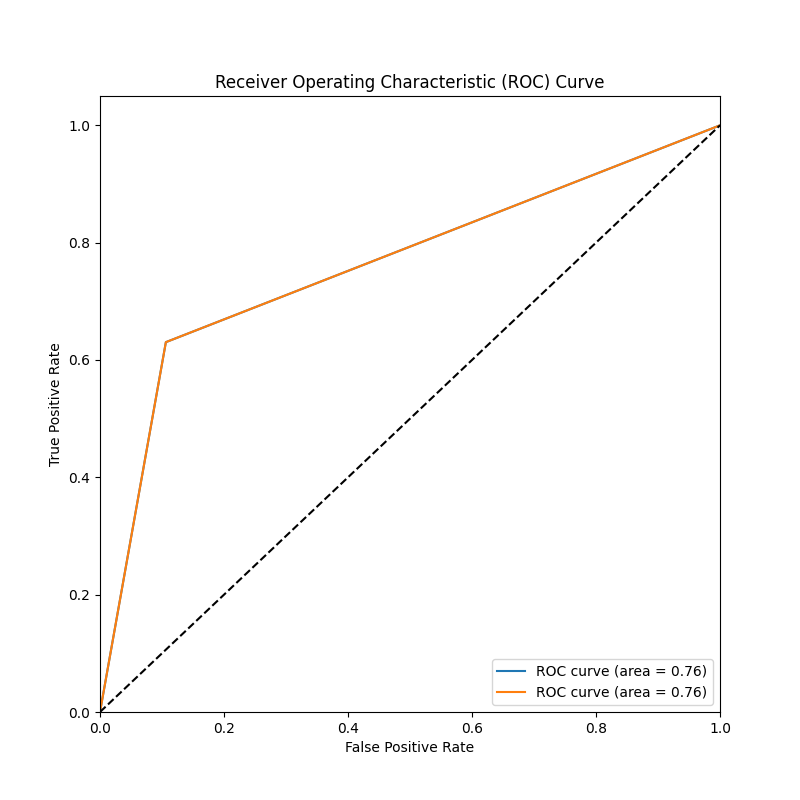 Receiver Operating Characteristic (ROC) Curve
1.0
0.8
0.6
0.4
0.2
0.0
True Positive Rate
0.0 0.2 0.4 0.6 0.8 1.0
False Positive Rate
ROC curve (area = 0.76)
ROC curve (area = 0.76)